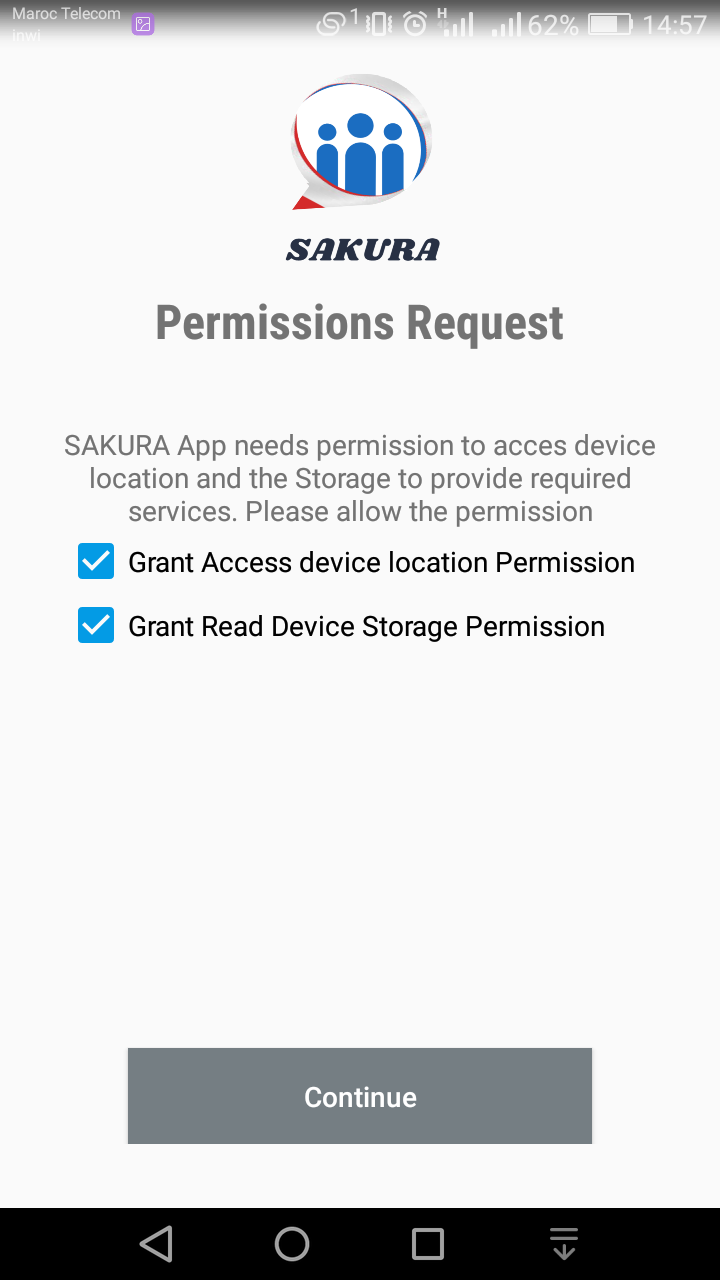 Maroc Telecom
inwi
1 H 62% 14:57
SAKURA
Permissions Request
SAKURA App needs permission to acces device
location and the Storage to provide required
services. Please allow the permission
Grant Access device location Permission
Grant Read Device Storage Permission
Continue